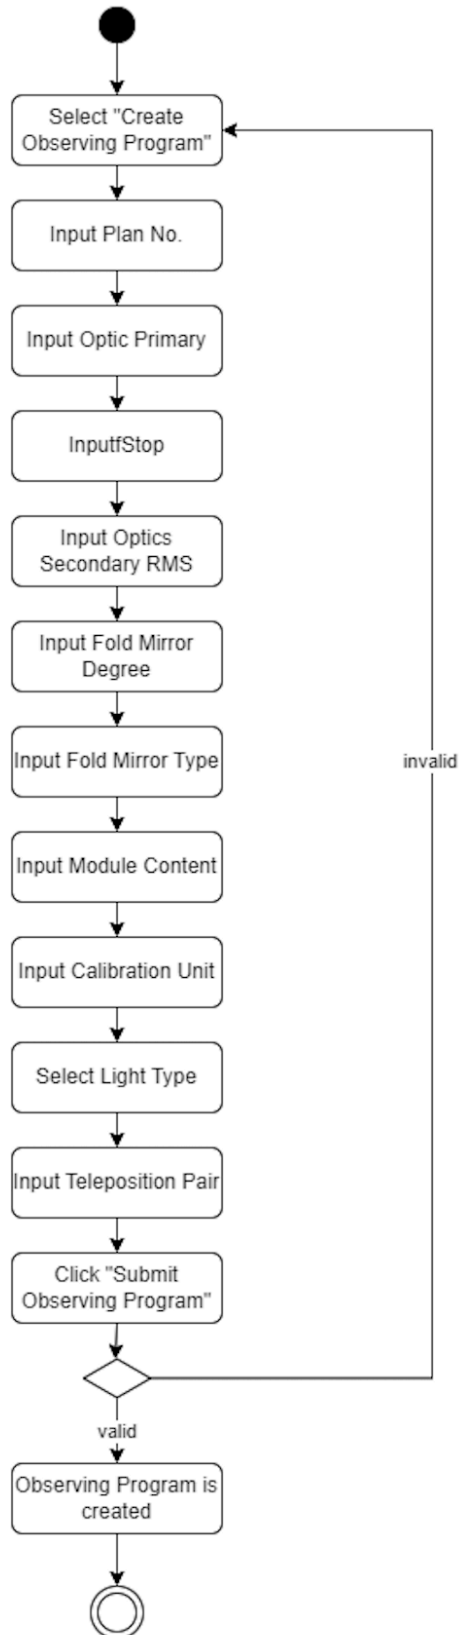 Select "Create
Observing Program"
Input Plan No.
Input Optic Primary
InputfStop
Input Optics
Secondary RMS
Input Fold Mirror
Degree
Input Fold Mirror Type
invalid
Input Module Content
Input Calibration Unit
Select Light Type
Input Teleposition Pair
Click "Submit
Observing Program"
valid
Observing Program is
created